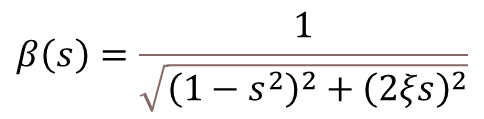 β(s) = 1 / √((1 − s²)² + (2ξs)²)